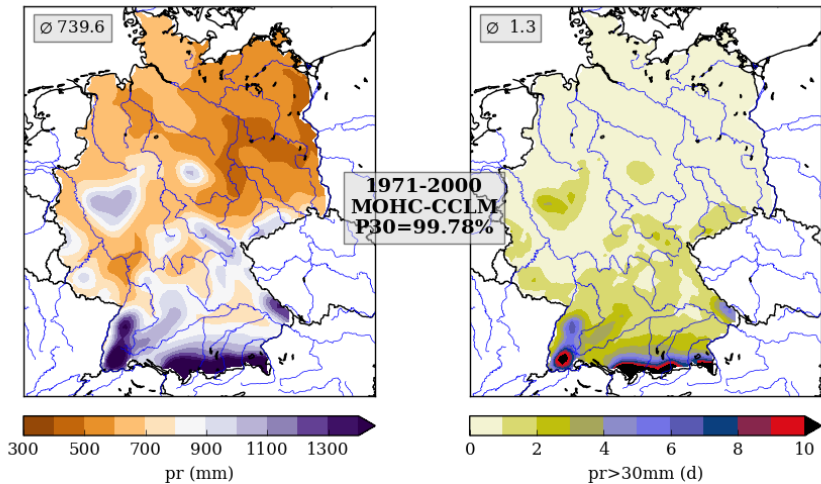 ∅ 739.6
∅ 1.3
1971-2000
MOHC-CCLM
P30=99.78%
300 500 700 900 1100 1300
pr (mm)
0 2 4 6 8 10
pr>30mm (d)